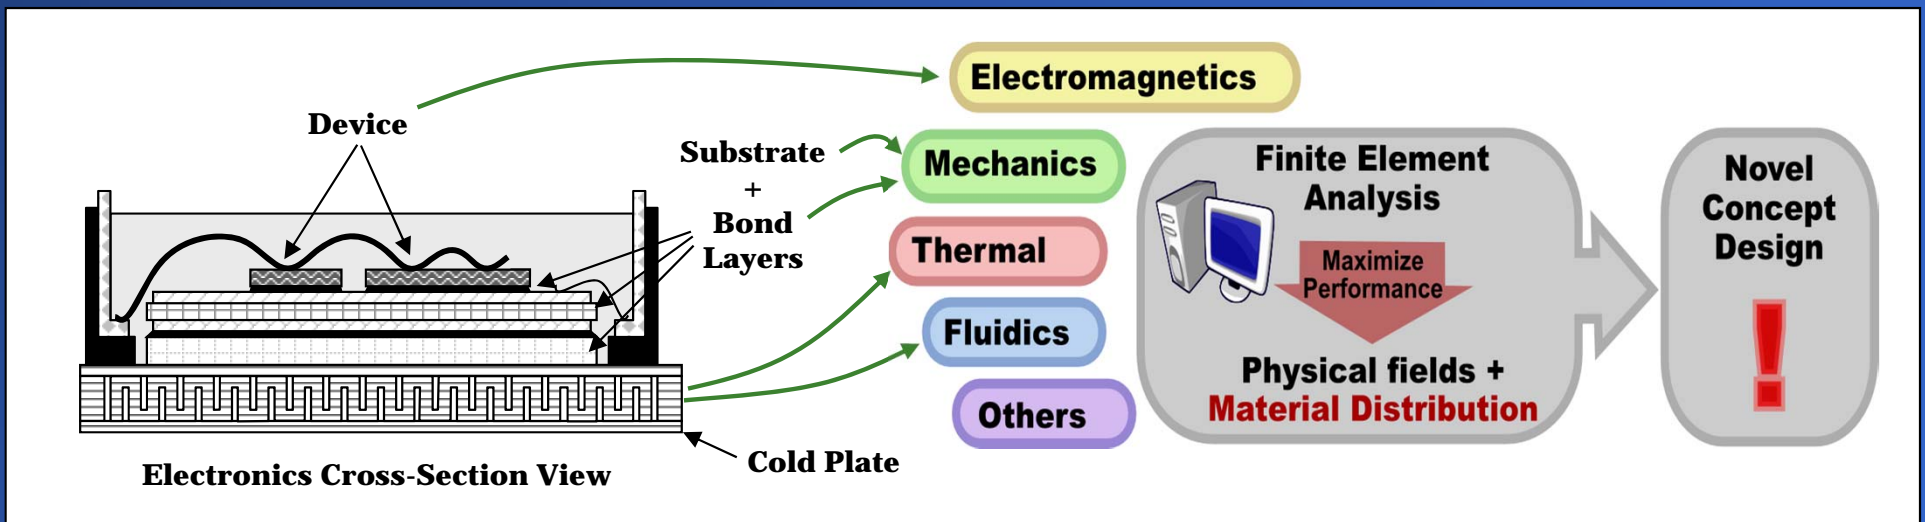 Device
Substrate
+
Bond
Layers
Electronics Cross-Section View
Cold Plate
Electromagnetics
Mechanics
Thermal
Fluidics
Others
Finite Element
Analysis
Maximize
Performance
Physical fields +
Material Distribution
Novel
Concept
Design
!